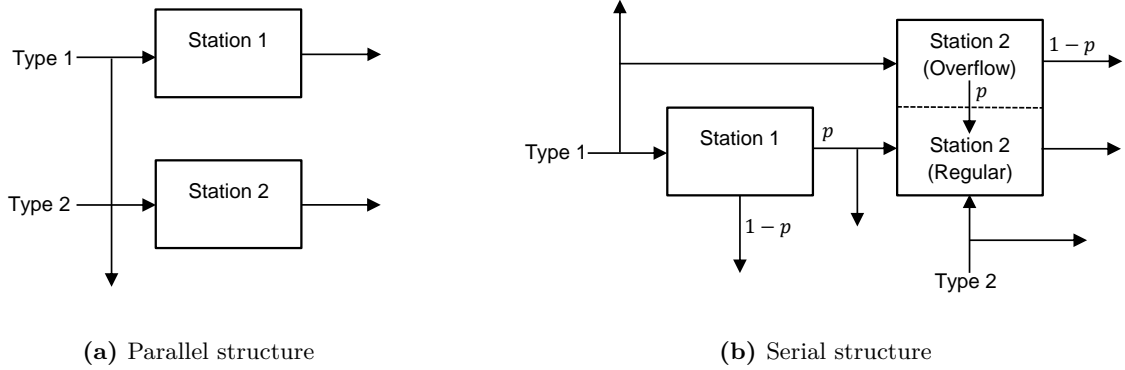 Type 1
Station 1
Type 2
Station 2
(a) Parallel structure
Station 2
(Overflow)
1 − p
p
Type 1
Station 1
p
Station 2
(Regular)
1 − p
Type 2
(b) Serial structure